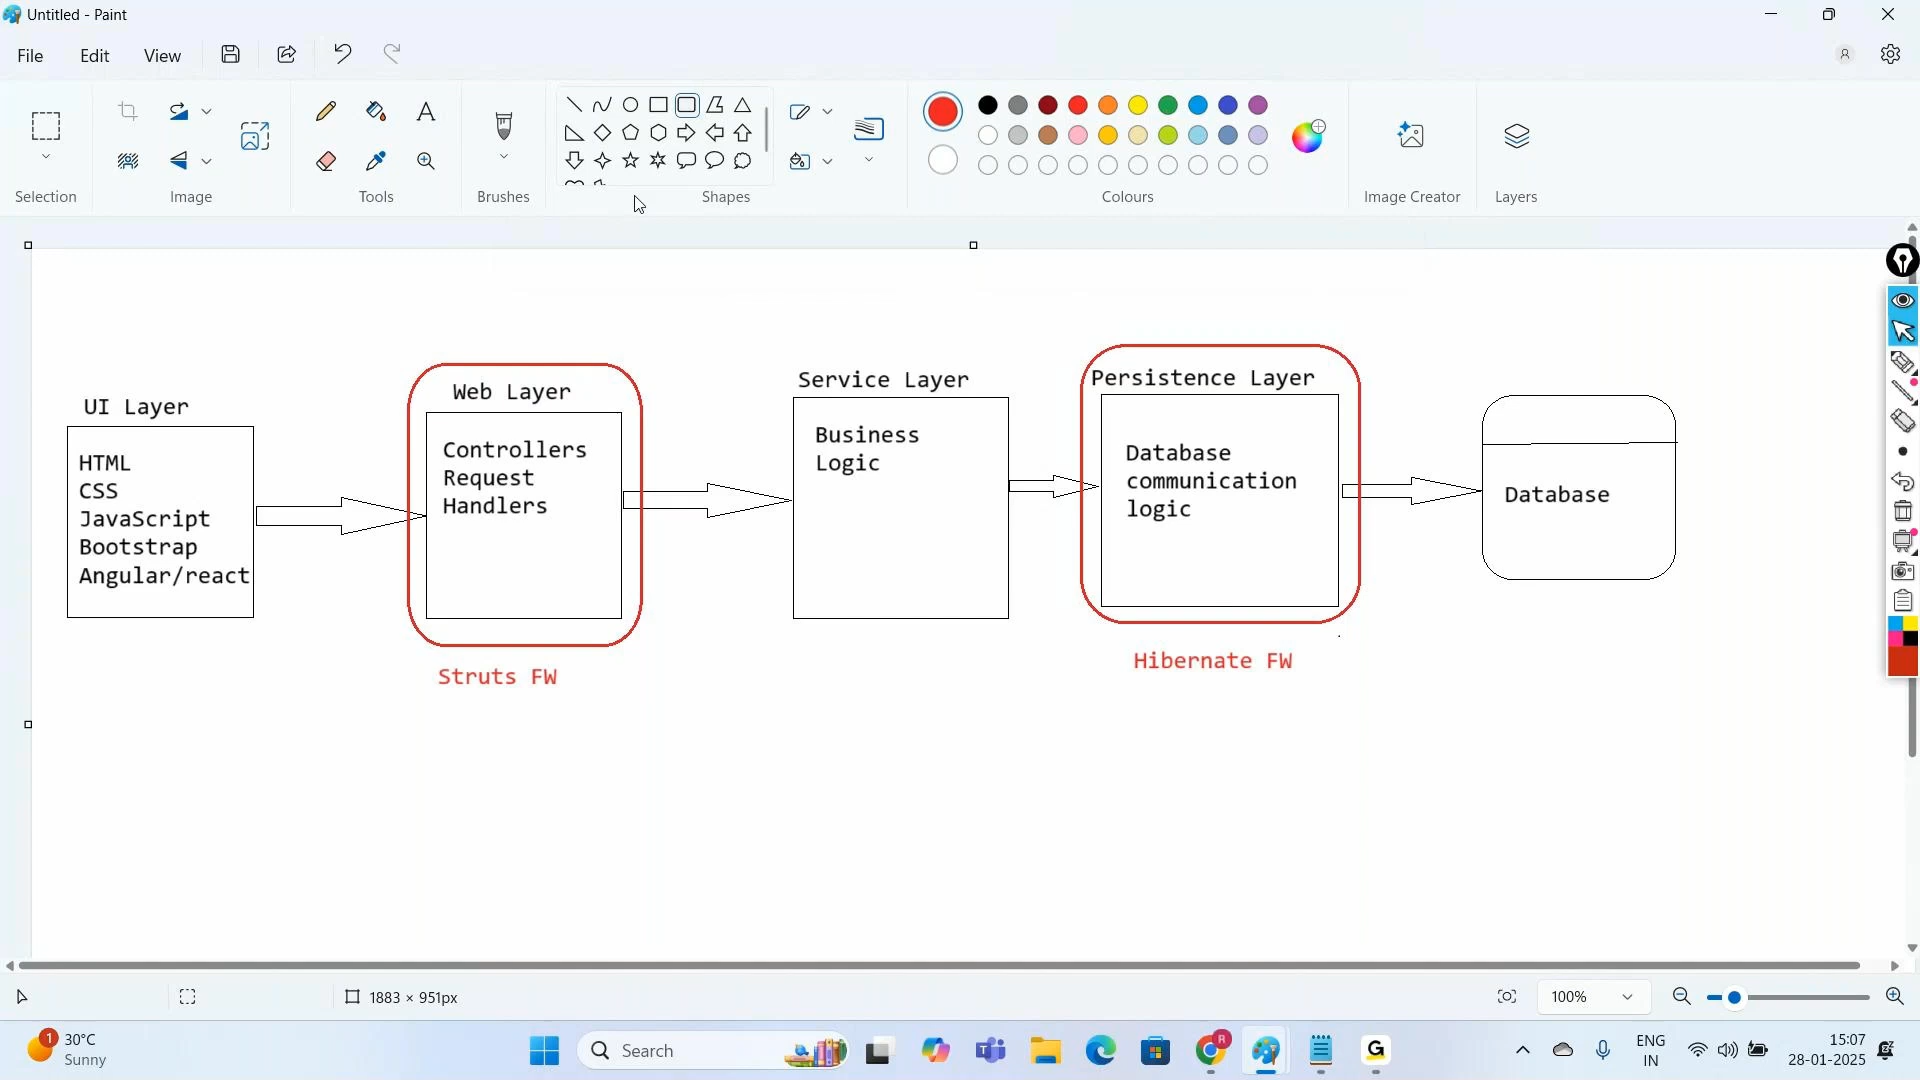 Untitled - Paint
File Edit View
Selection Image Tools Brushes Shapes Colours Image Creator Layers
UI Layer
HTML
CSS
JavaScript
Bootstrap
Angular/react
Web Layer
Controllers
Request
Handlers
Struts FW
Service Layer
Business
Logic
Persistence Layer
Database
communication
logic
Hibernate FW
Database
1883 × 951px
100%
1
30°C
Sunny
Search
R
G
ENG
IN
15:07
28-01-2025